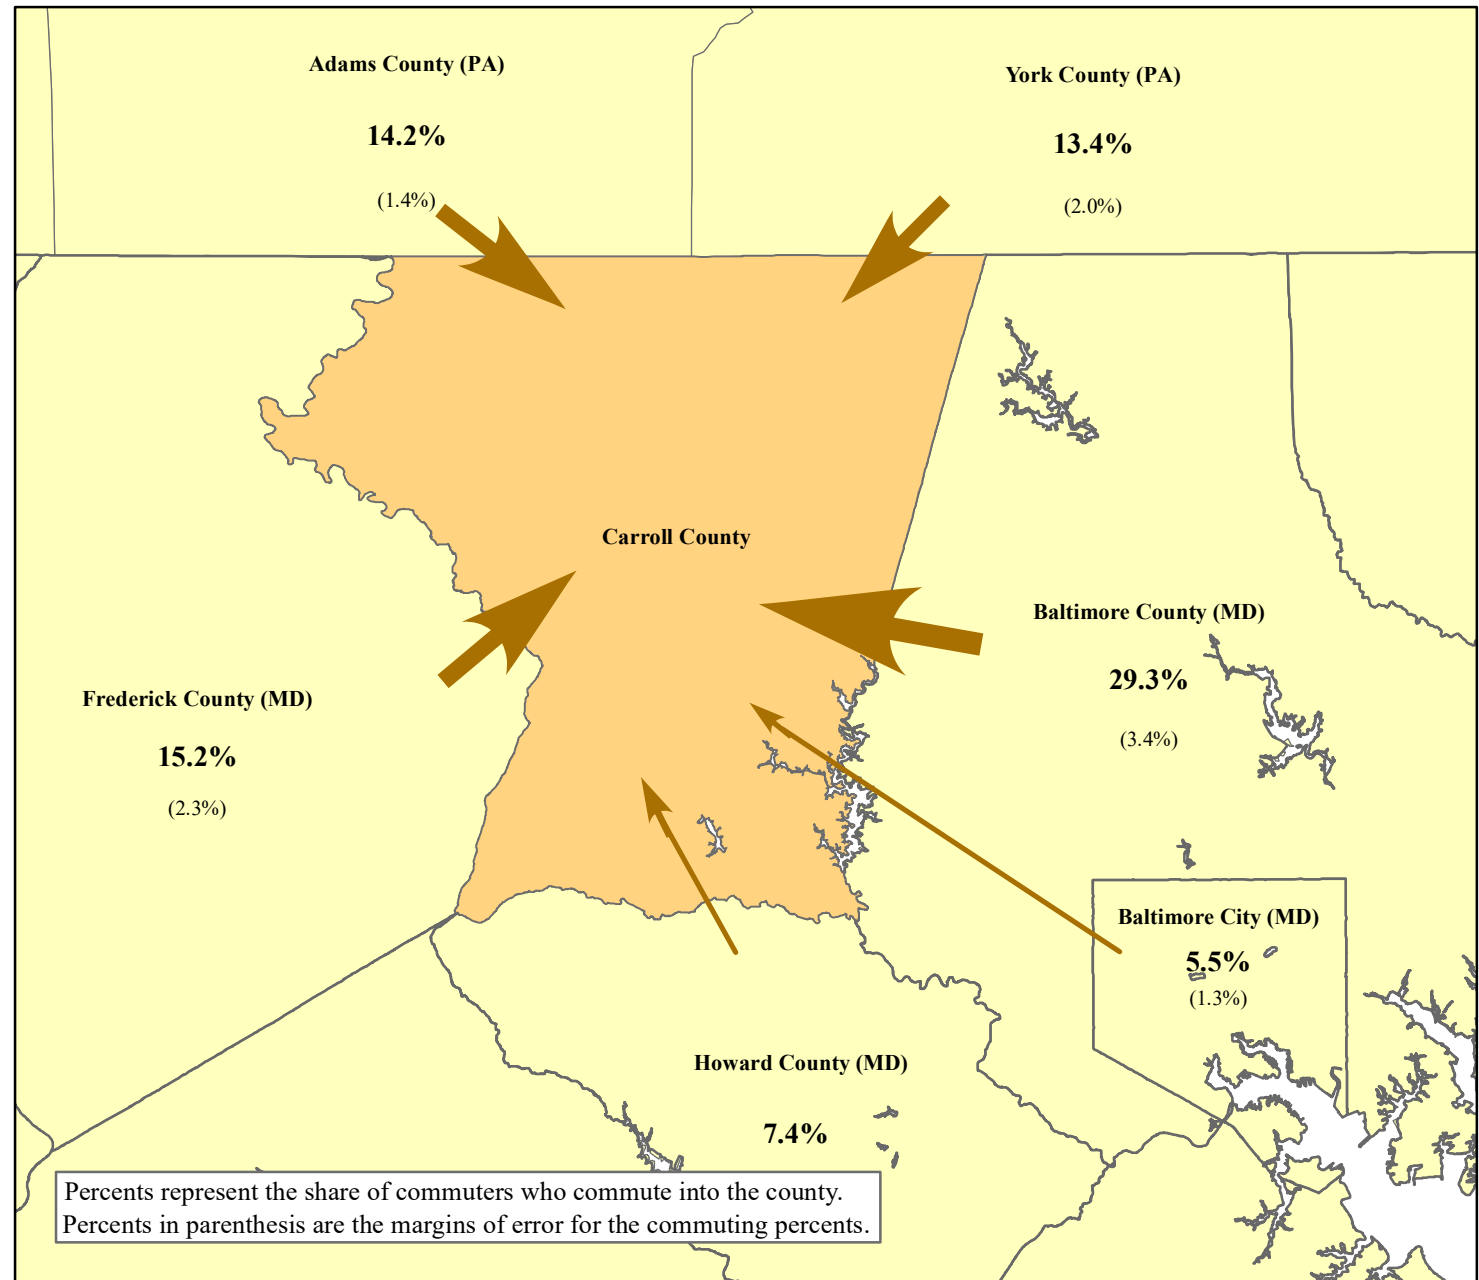 Adams County (PA)
14.2%
(1.4%)
York County (PA)
13.4%
(2.0%)
Carroll County
Baltimore County (MD)
29.3%
(3.4%)
Frederick County (MD)
15.2%
(2.3%)
Baltimore City (MD)
5.5%
(1.3%)
Howard County (MD)
7.4%
Percents represent the share of commuters who commute into the county.
Percents in parenthesis are the margins of error for the commuting percents.